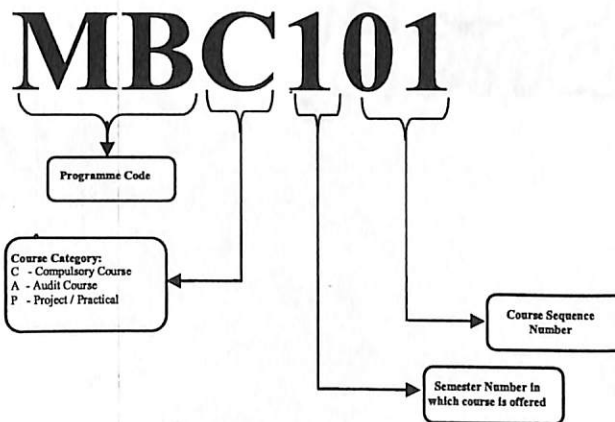 MBC101
Programme Code
Course Category:
C - Compulsory Course
A - Audit Course
P - Project / Practical
Course Sequence
Number
Semester Number in
which course is offered